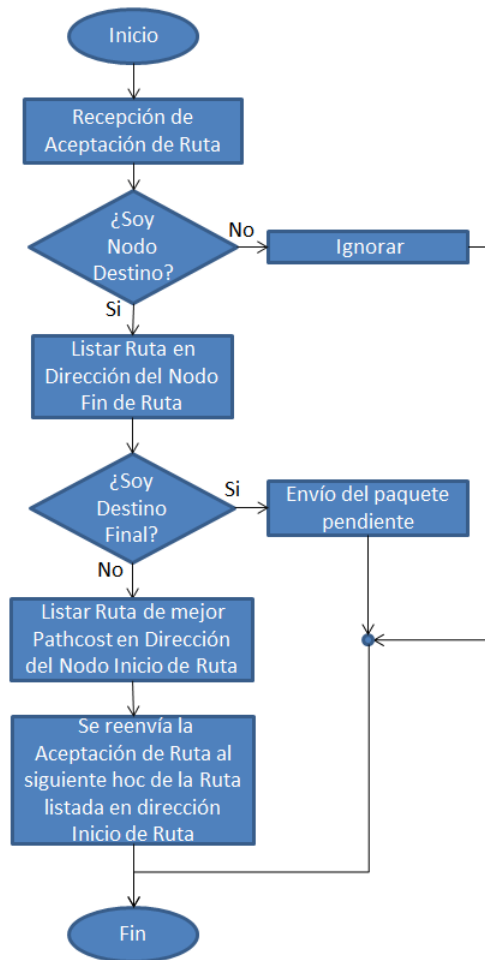 Inicio
Recepción de
Aceptación de Ruta
¿Soy
Nodo
Destino?
No
Ignorar
Si
Listar Ruta en
Dirección del Nodo
Fin de Ruta
¿Soy
Destino
Final?
Si
Envío del paquete
pendiente
No
Listar Ruta de mejor
Pathcost en Dirección
del Nodo Inicio de Ruta
Se reenvía la
Aceptación de Ruta al
siguiente hoc de la Ruta
listada en dirección
Inicio de Ruta
Fin